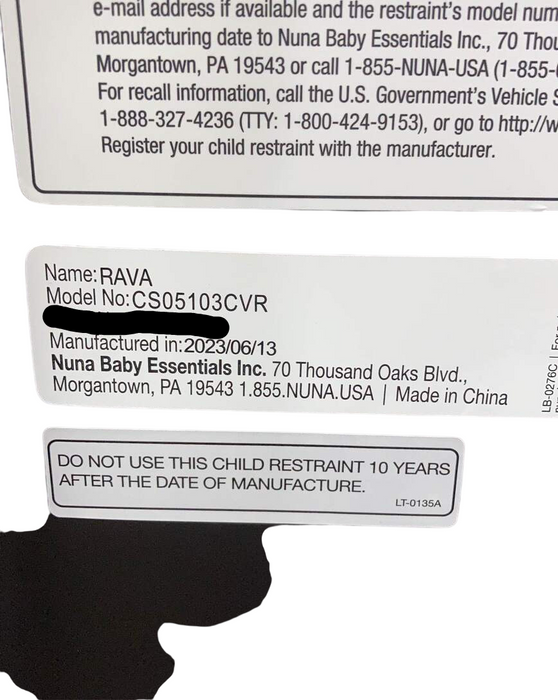 e-mail address if available and the restraint's model num
manufacturing date to Nuna Baby Essentials Inc., 70 Thou
Morgantown, PA 19543 or call 1-855-NUNA-USA (1-855-
For recall information, call the U.S. Government's Vehicle S
1-888-327-4236 (TTY: 1-800-424-9153), or go to http://w
Register your child restraint with the manufacturer.
Name:RAVA
Model No:CS05103CVR
Manufactured in:2023/06/13
Nuna Baby Essentials Inc. 70 Thousand Oaks Blvd.,
Morgantown, PA 19543 1.855.NUNA.USA | Made in China
LB-0276C |
DO NOT USE THIS CHILD RESTRAINT 10 YEARS
AFTER THE DATE OF MANUFACTURE.
LT-0135A